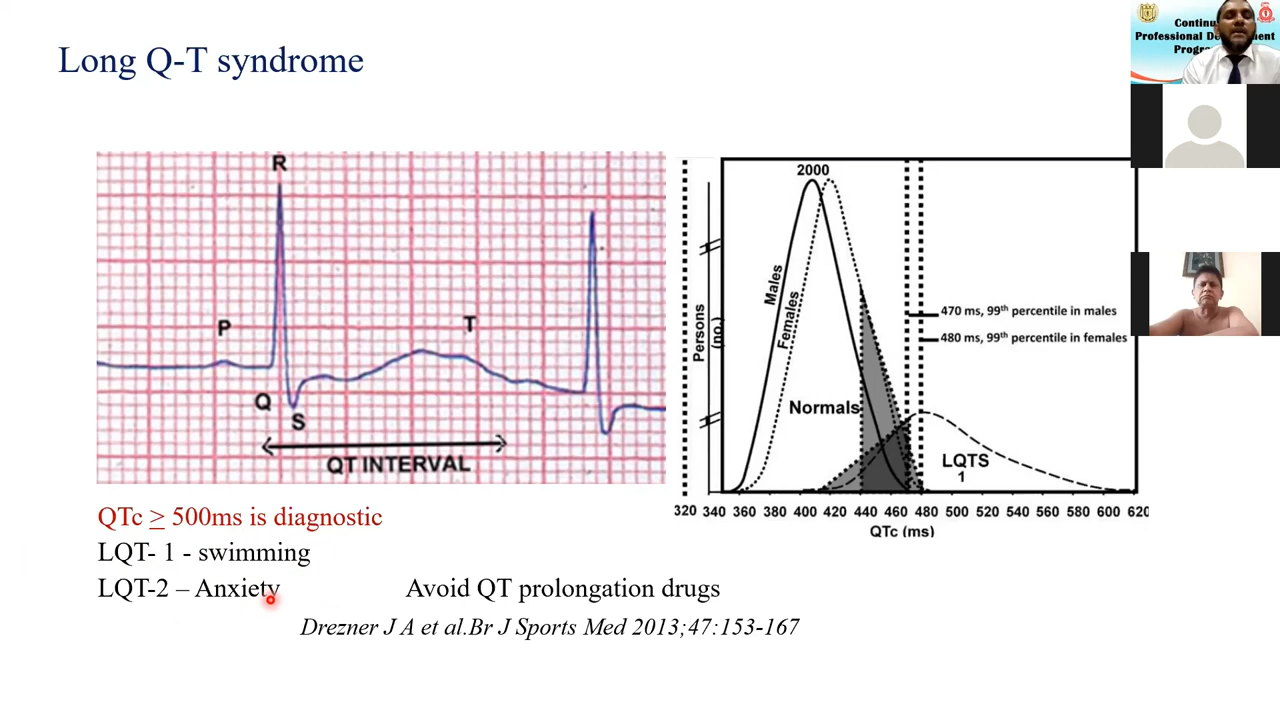 Long Q-T syndrome
R
P
T
Q
S
QT INTERVAL
2000
Males
Females
Persons
(no.)
Normals
470 ms, 99th percentile in males
480 ms, 99th percentile in females
LQTS
1
320 340 360 380 400 420 440 460 480 500 520 540 560 580 600 620
QTc (ms)
QTc ≥ 500ms is diagnostic
LQT- 1 - swimming
LQT-2 – Anxiety
Avoid QT prolongation drugs
Drezner J A et al.Br J Sports Med 2013;47:153-167
Professional